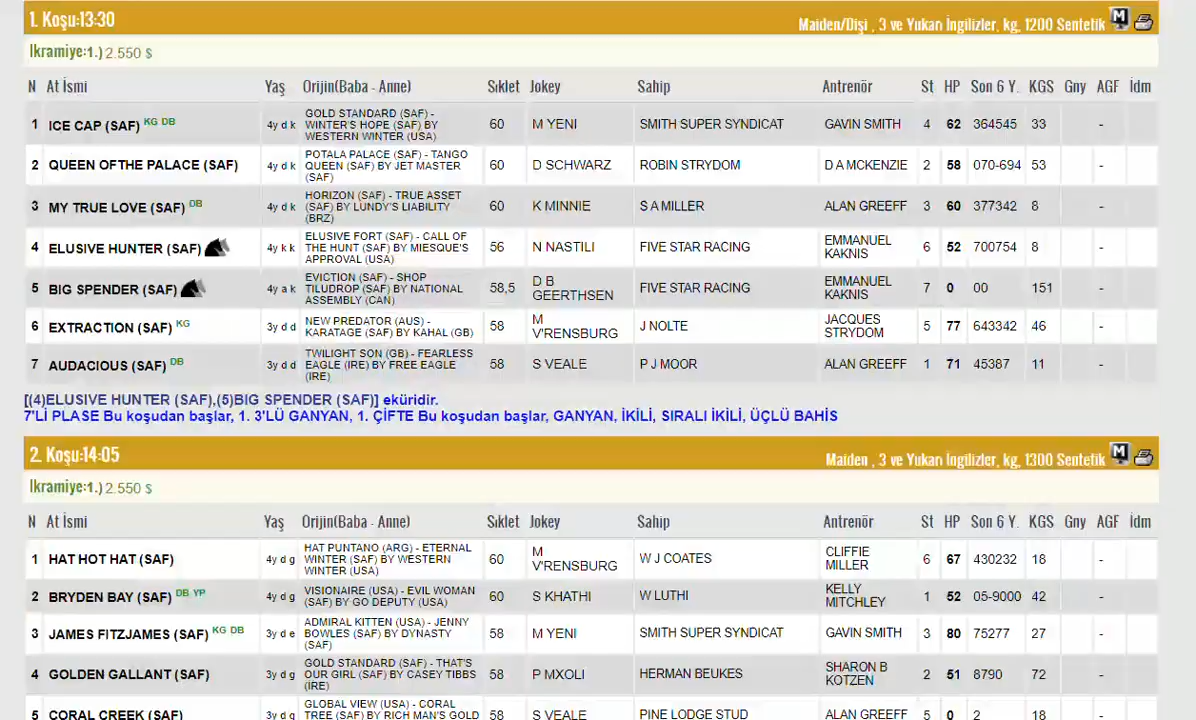 1. Koşu:13:30
Maiden/Dişi , 3 ve Yukarı İngilizler, kg, 1200 Sentetik
İkramiye:1.) 2.550 $
N At İsmi Yaş Orijin(Baba - Anne) Sıklet Jokey Sahip Antrenör St HP Son 6 Y. KGS Gny AGF İdm
1 ICE CAP (SAF) KG DB 4y d k GOLD STANDARD (SAF) - WINTER'S HOPE (SAF) BY WESTERN WINTER (USA) 60 M YENI SMITH SUPER SYNDICAT GAVIN SMITH 4 62 364545 33 -
2 QUEEN OF THE PALACE (SAF) 4y d k POTALA PALACE (SAF) - TANGO QUEEN (SAF) BY JET MASTER (SAF) 60 D SCHWARZ ROBIN STRYDOM D A MCKENZIE 2 58 070-694 53 -
3 MY TRUE LOVE (SAF) DB 4y d k HORIZON (SAF) - TRUE ASSET (SAF) BY LUNDY'S LIABILITY (BRZ) 60 K MINNIE S A MILLER ALAN GREEFF 3 60 377342 8 -
4 ELUSIVE HUNTER (SAF) 4y k k ELUSIVE FORT (SAF) - CALL OF THE HUNT (SAF) BY MIESQUE'S APPROVAL (USA) 56 N NASTILI FIVE STAR RACING EMMANUEL KAKNIS 6 52 700754 8 -
5 BIG SPENDER (SAF) 4y a k EVICTION (SAF) - SHOP TILUDROP (SAF) BY NATIONAL ASSEMBLY (CAN) 58,5 D B GEERTHSEN FIVE STAR RACING EMMANUEL KAKNIS 7 0 00 151 -
6 EXTRACTION (SAF) KG 3y d d NEW PREDATOR (AUS) - KARATAGE (SAF) BY KAHAL (GB) 58 M V'RENSBURG J NOLTE JACQUES STRYDOM 5 77 643342 46 -
7 AUDACIOUS (SAF) DB 3y d d TWILIGHT SON (GB) - FEARLESS EAGLE (IRE) BY FREE EAGLE (IRE) 58 S VEALE P J MOOR ALAN GREEFF 1 71 45387 11 -
[(4)ELUSIVE HUNTER (SAF),(5)BIG SPENDER (SAF)] eküridir.
7'Lİ PLASE Bu koşudan başlar, 1. 3'LÜ GANYAN, 1. ÇİFTE Bu koşudan başlar, GANYAN, İKİLİ, SIRALI İKİLİ, ÜÇLÜ BAHİS
2. Koşu:14:05
Maiden , 3 ve Yukarı İngilizler, kg, 1300 Sentetik
İkramiye:1.) 2.550 $
N At İsmi Yaş Orijin(Baba - Anne) Sıklet Jokey Sahip Antrenör St HP Son 6 Y. KGS Gny AGF İdm
1 HAT HOT HAT (SAF) 4y d g HAT PUNTANO (ARG) - ETERNAL WINTER (SAF) BY WESTERN WINTER (USA) 60 M V'RENSBURG W J COATES CLIFFIE MILLER 6 67 430232 18 -
2 BRYDEN BAY (SAF) DB YP 4y d g VISIONAIRE (USA) - EVIL WOMAN (SAF) BY GO DEPUTY (USA) 60 S KHATHI W LUTHI KELLY MITCHLEY 1 52 05-9000 42 -
3 JAMES FITZJAMES (SAF) KG DB 3y d e ADMIRAL KITTEN (USA) - JENNY BOWLES (SAF) BY DYNASTY (SAF) 58 M YENI SMITH SUPER SYNDICAT GAVIN SMITH 3 80 75277 27 -
4 GOLDEN GALLANT (SAF) 3y d g GOLD STANDARD (SAF) - THAT'S OUR GIRL (SAF) BY CASEY TIBBS (IRE) 58 P MXOLI HERMAN BEUKES SHARON B KOTZEN 2 51 8790 72 -
5 CORAL CREEK (SAF) 3y d g GLOBAL VIEW (USA) - CORAL TREE (SAF) BY RICH MAN'S GOLD 58 S VEALE PINE LODGE STUD ALAN GREEFF 5 0 2 18 -